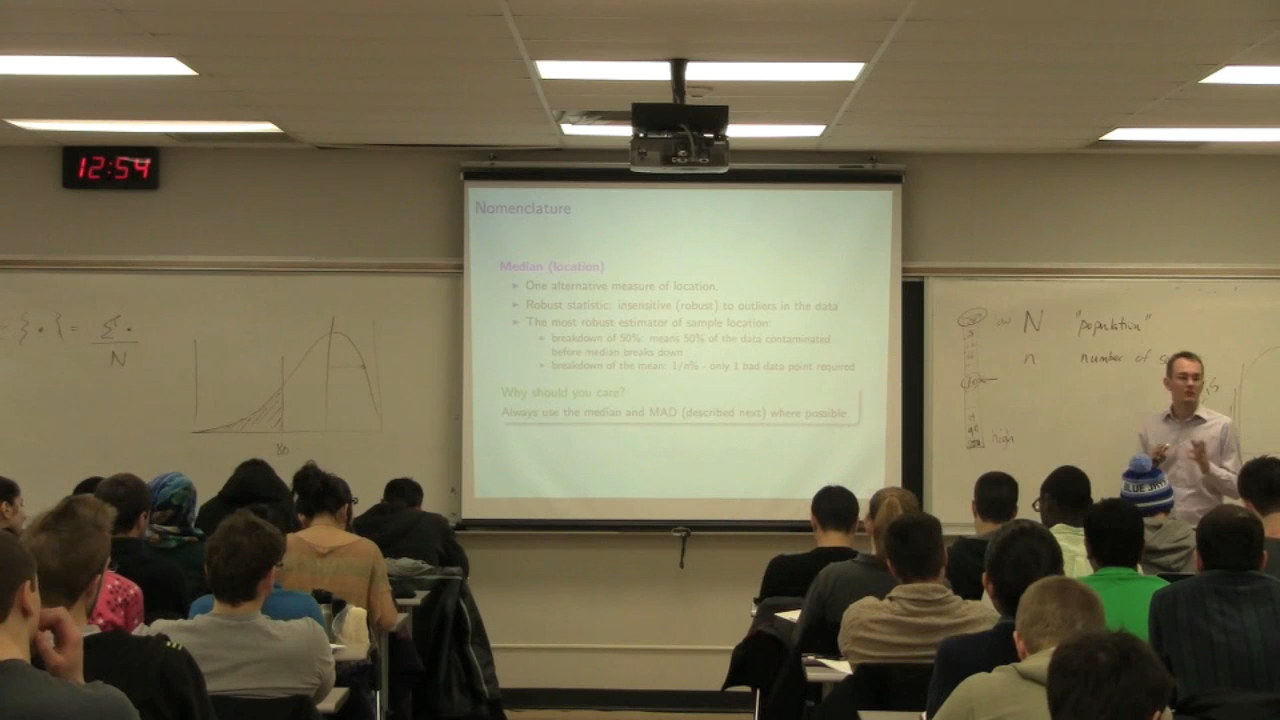 12:54
Nomenclature
Median (location)
▸ One alternative measure of location.
▸ Robust statistic: insensitive (robust) to outliers in the data
▸ The most robust estimator of sample location:
• breakdown of 50%: means 50% of the data contaminated
before median breaks down
• breakdown of the mean: 1/n% - only 1 bad data point required
Why should you care?
Always use the median and MAD (described next) where possible.
N
80
N "population"
n number of
high
BLUE JAYS